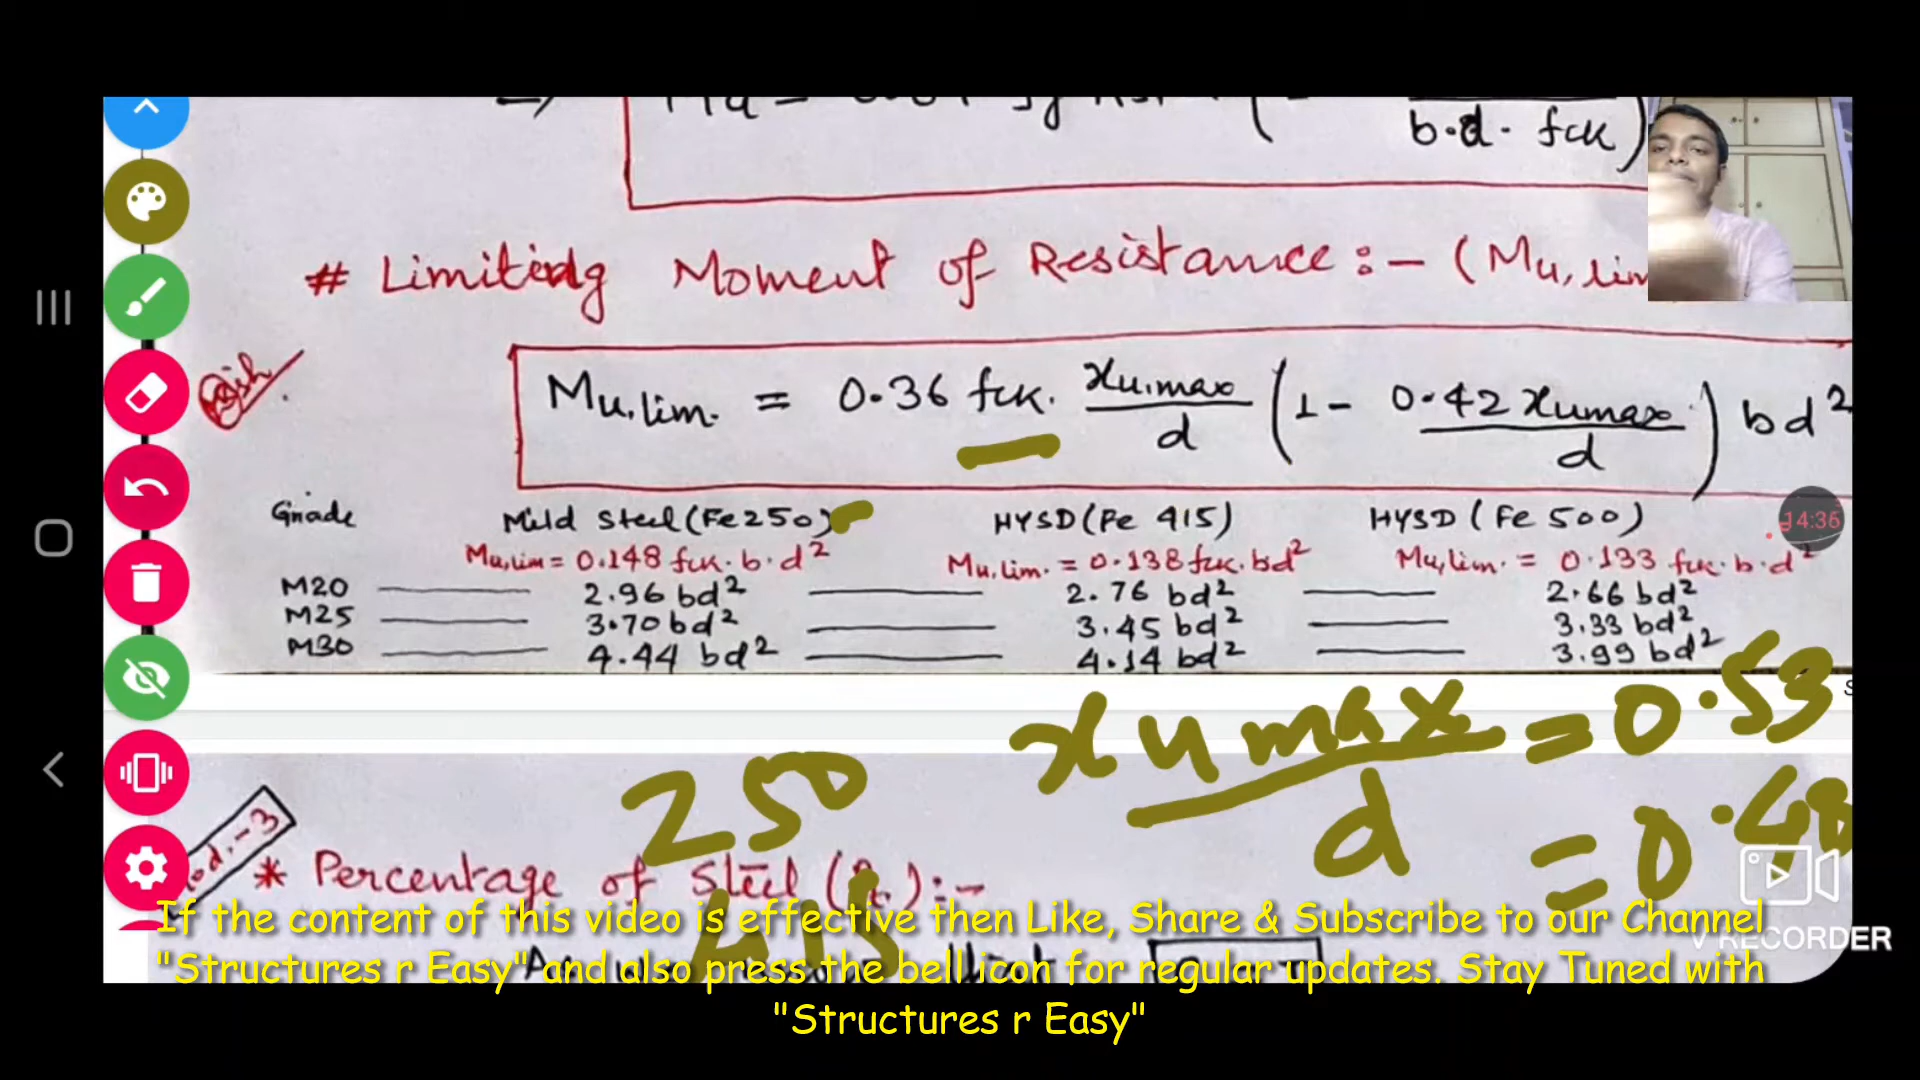 b.d. fck)
# Limiting Moment of Resistance :- (Mu,lim
Mu.lim. = 0.36 fck. xu.max/d (1 - 0.42 xumax/d) bd²
Grade Mild Steel (Fe250) HYSD (Fe 415) HYSD (Fe 500)
Mu,lim = 0.148 fck. b.d² Mu.lim. = 0.138 fck. bd² Mu,lim. = 0.133 fck. b.d²
M20 2.96 bd² 2.76 bd² 2.66 bd²
M25 3.70 bd² 3.45 bd² 3.33 bd²
M30 4.44 bd² 4.14 bd² 3.99 bd²
14:36
xumax/d = 0.53
250
= 0.48
415
* Percentage of Steel ( ) :-
V RECORDER
If the content of this video is effective then Like, Share & Subscribe to our Channel
"Structures r Easy" and also press the bell icon for regular updates. Stay Tuned with
"Structures r Easy"